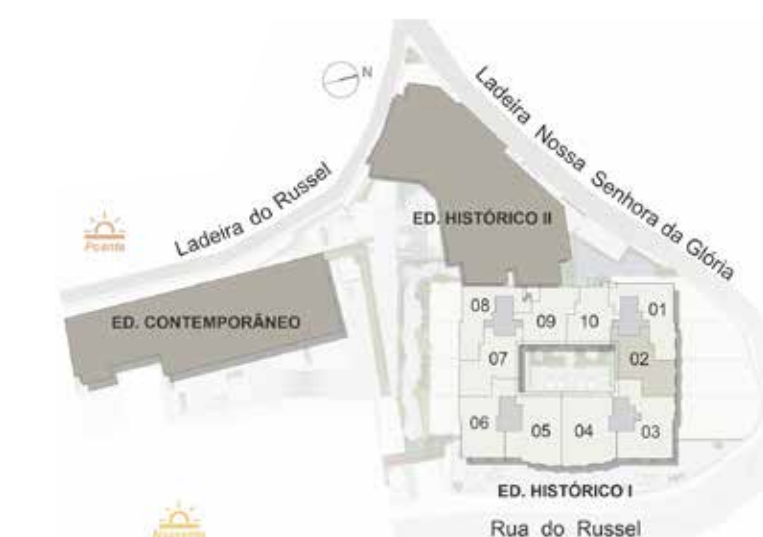 N
Ladeira Nossa Senhora da Glória
Ladeira do Russel
Poente
ED. HISTÓRICO II
ED. CONTEMPORÂNEO
08
09
10
01
07
02
06
05
04
03
ED. HISTÓRICO I
Rua do Russel
Nascente